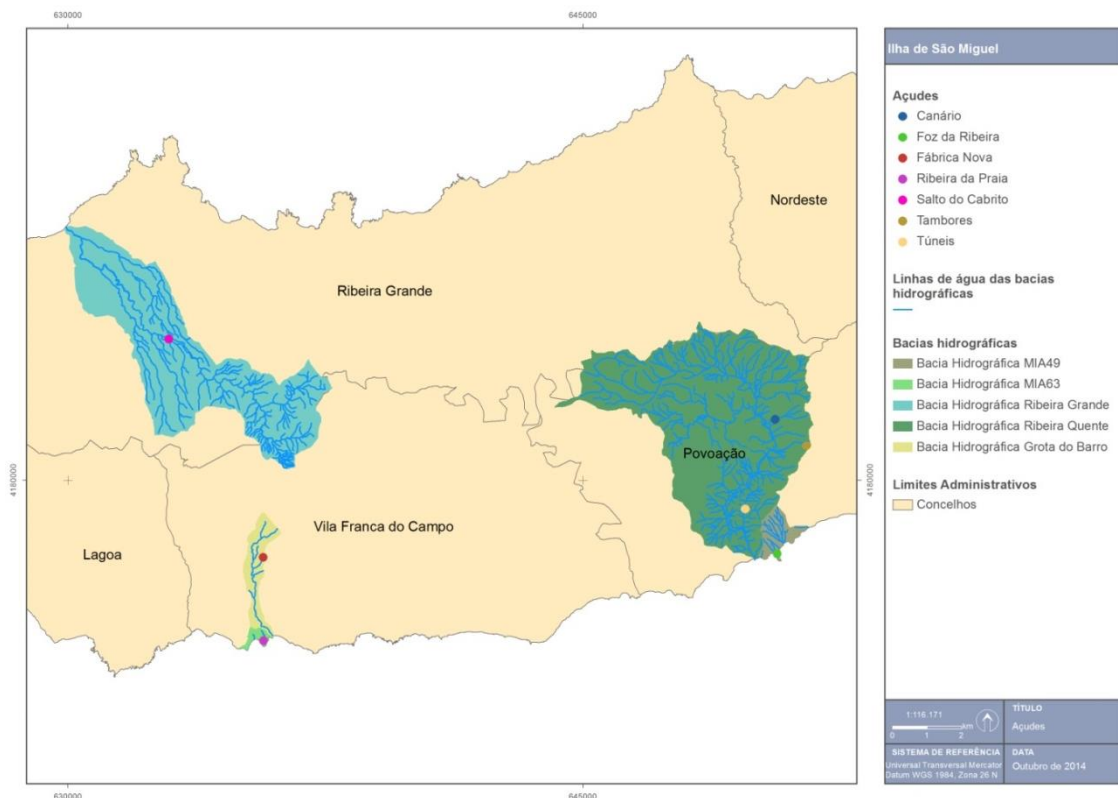 630000
645000
Nordeste
Ribeira Grande
Povoação
Vila Franca do Campo
Lagoa
4180000
4180000
630000
645000
Ilha de São Miguel
Açudes
Canário
Foz da Ribeira
Fábrica Nova
Ribeira da Praia
Salto do Cabrito
Tambores
Túneis
Linhas de água das bacias
hidrográficas
Bacias hidrográficas
Bacia Hidrográfica MIA49
Bacia Hidrográfica MIA63
Bacia Hidrográfica Ribeira Grande
Bacia Hidrográfica Ribeira Quente
Bacia Hidrográfica Grota do Barro
Limites Administrativos
Concelhos
1:116.171
km
0 1 2
TÍTULO
Açudes
SISTEMA DE REFERÊNCIA
Universal Transversal Mercator
Datum WGS 1984, Zona 26 N
DATA
Outubro de 2014